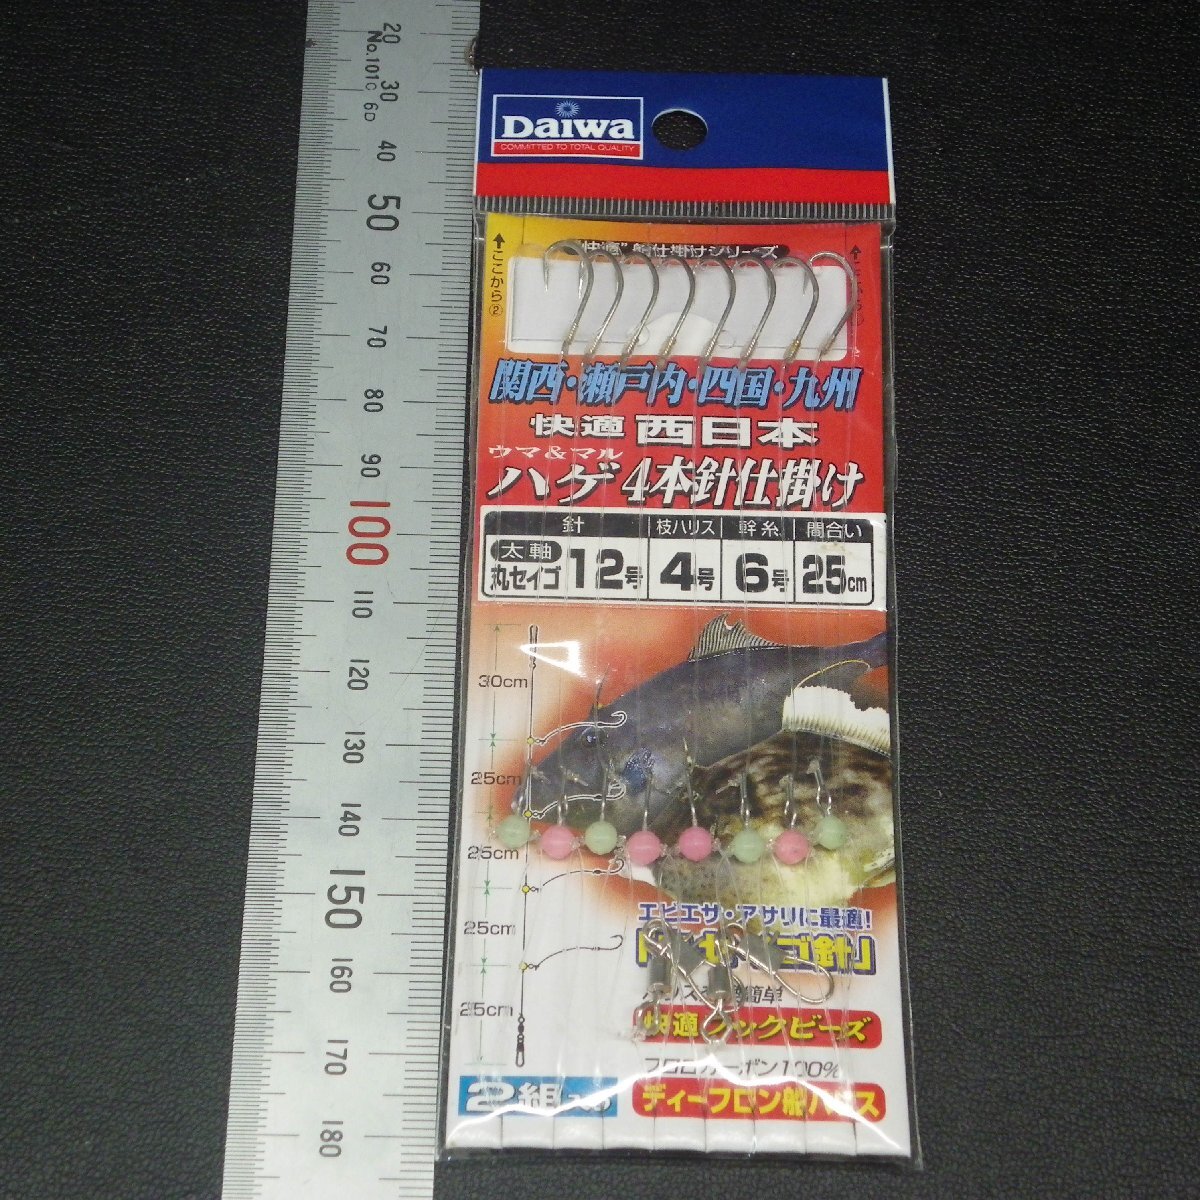 20
No.101C 6D
30
40
50
60
70
80
90
100
110
120
130
140
150
160
170
180
Daiwa
COMMITTED TO TOTAL QUALITY
"快適"船仕掛けシリーズ
ここから②
関西・瀬戸内・四国・九州
快適 西日本
ウマ&マル
ハゲ4本針仕掛け
針 枝ハリス 幹糸 間合い
太軸
丸セイゴ 12号 4号 6号 25cm
30cm
25cm
25cm
25cm
25cm
エビエサ・アサリに最適!
ゴ針」
簡単
快適フックビーズ
フロロカーボン100%
ディーフロン船ハリス
2組入り